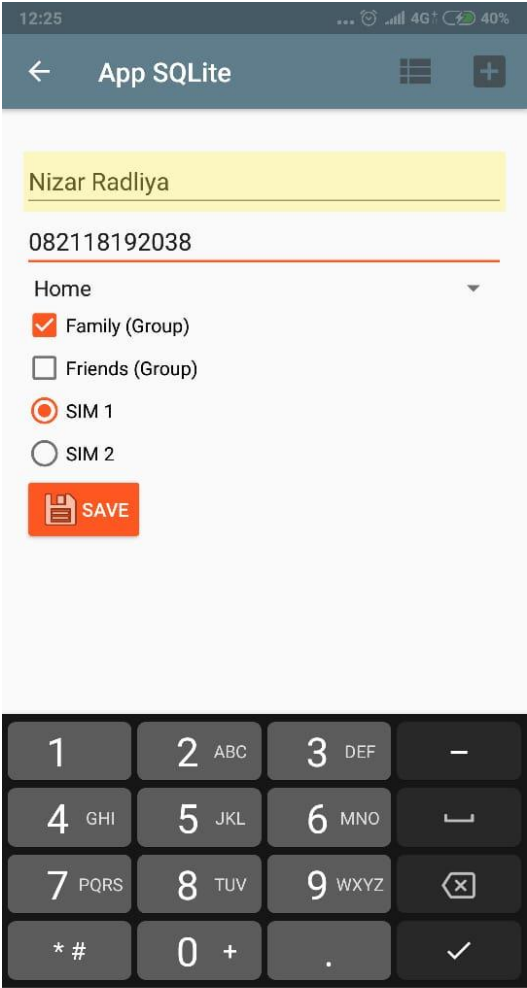 12:25 ... 4G 40%
App SQLite
Nizar Radliya
082118192038
Home
Family (Group)
Friends (Group)
SIM 1
SIM 2
SAVE
1 2 ABC 3 DEF –
4 GHI 5 JKL 6 MNO
7 PQRS 8 TUV 9 WXYZ
* # 0 + .